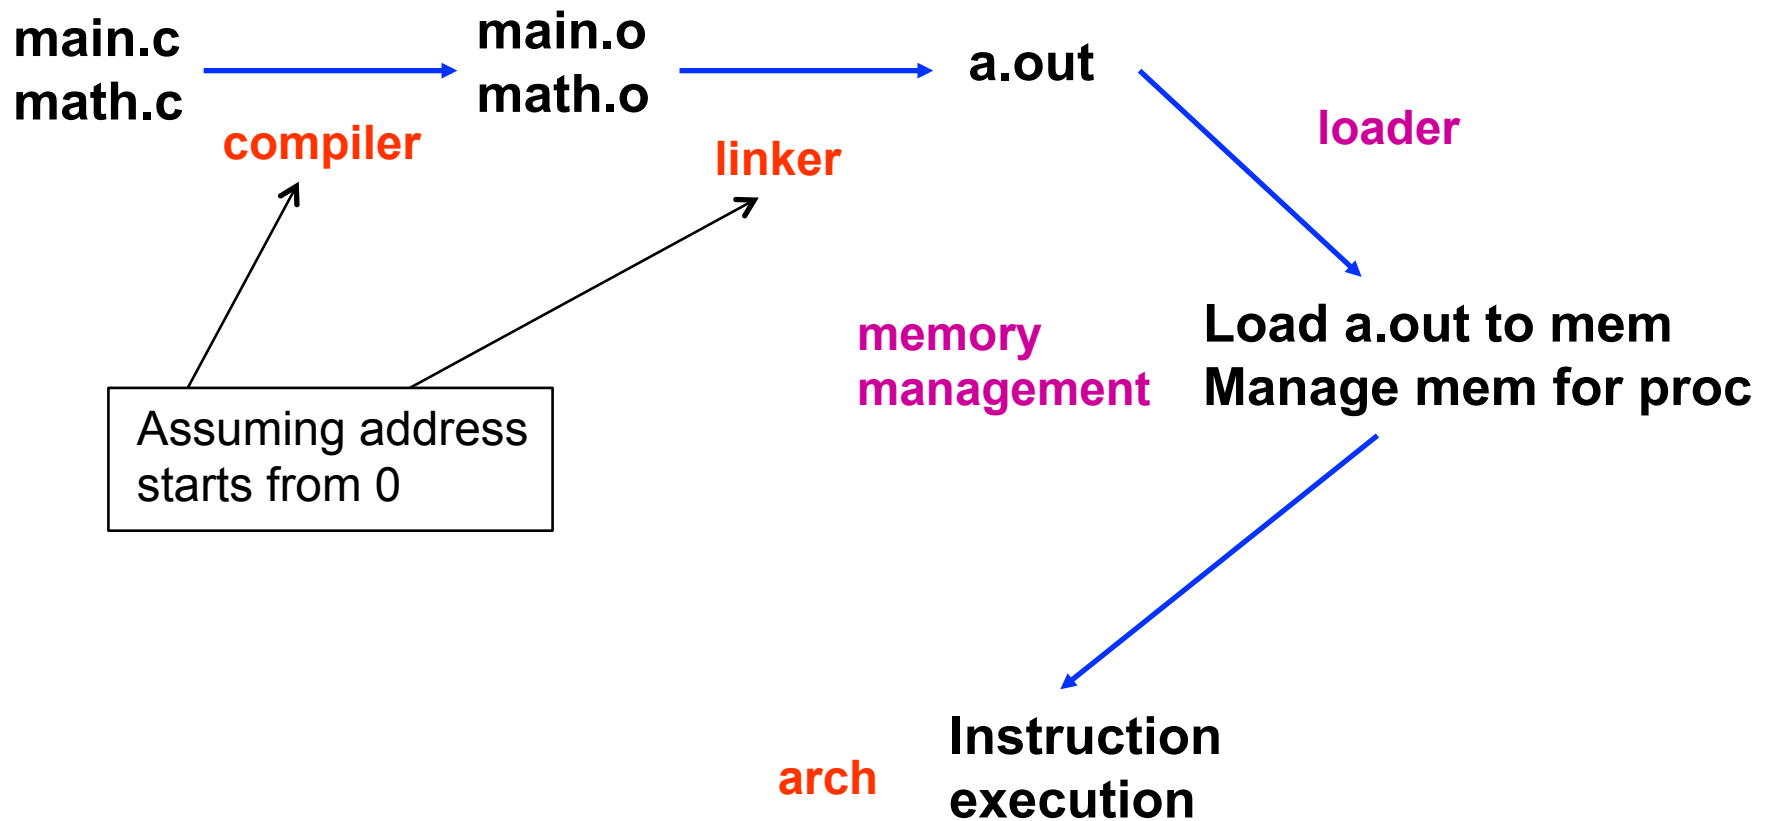 main.c
math.c
compiler
main.o
math.o
linker
a.out
loader
Assuming address
starts from 0
memory
management
Load a.out to mem
Manage mem for proc
arch
Instruction
execution